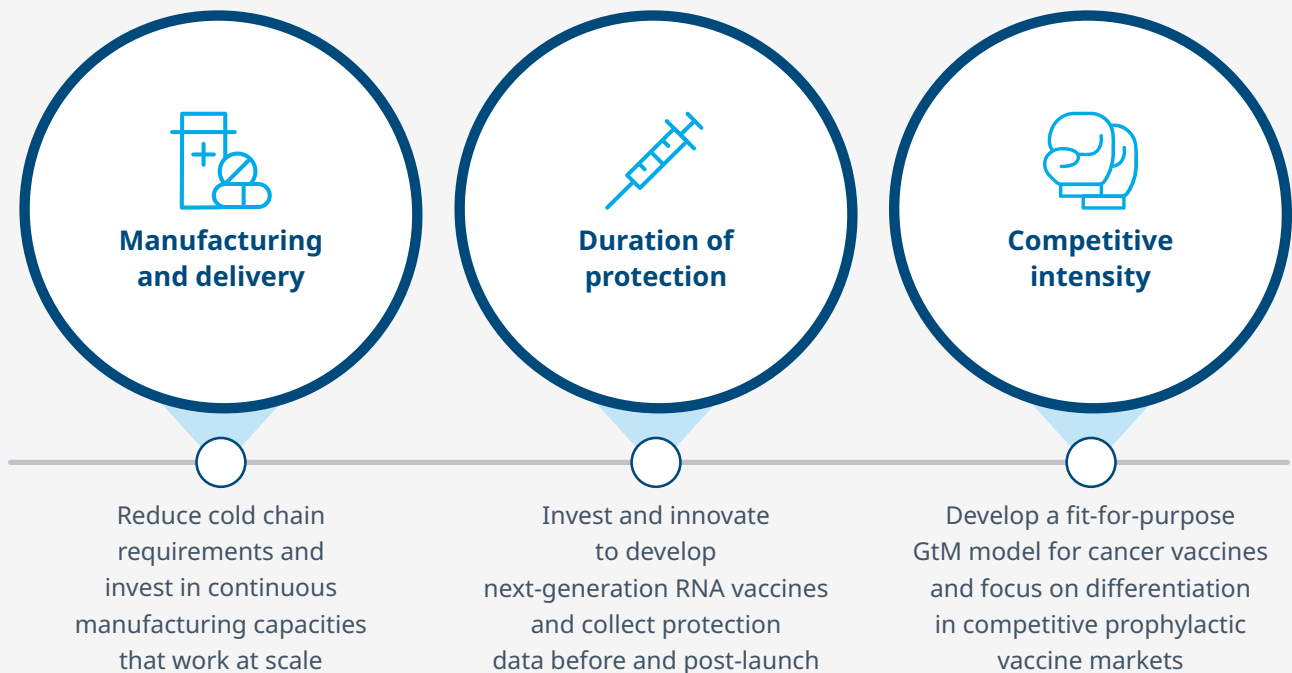 Manufacturing
and delivery
Reduce cold chain
requirements and
invest in continuous
manufacturing capacities
that work at scale
Duration of
protection
Invest and innovate
to develop
next-generation RNA vaccines
and collect protection
data before and post-launch
Competitive
intensity
Develop a fit-for-purpose
GtM model for cancer vaccines
and focus on differentiation
in competitive prophylactic
vaccine markets